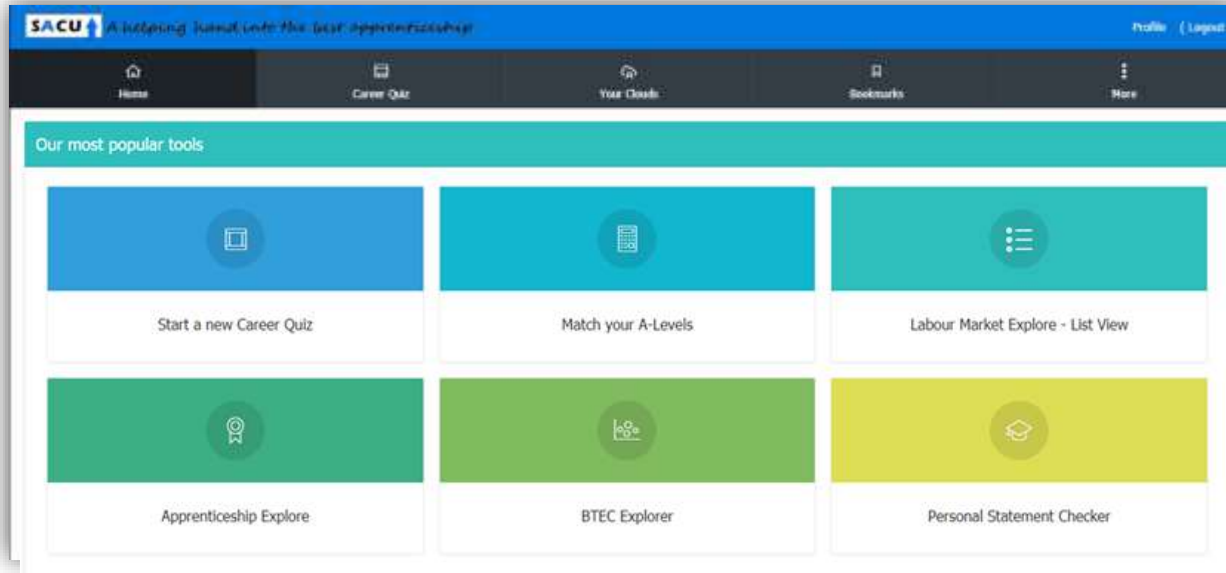 SACU A helping hand into the best apprenticeship
Profile ( Logout
Home Career Quiz Your Clouds Bookmarks More
Our most popular tools
Start a new Career Quiz Match your A-Levels Labour Market Explore - List View
Apprenticeship Explore BTEC Explorer Personal Statement Checker